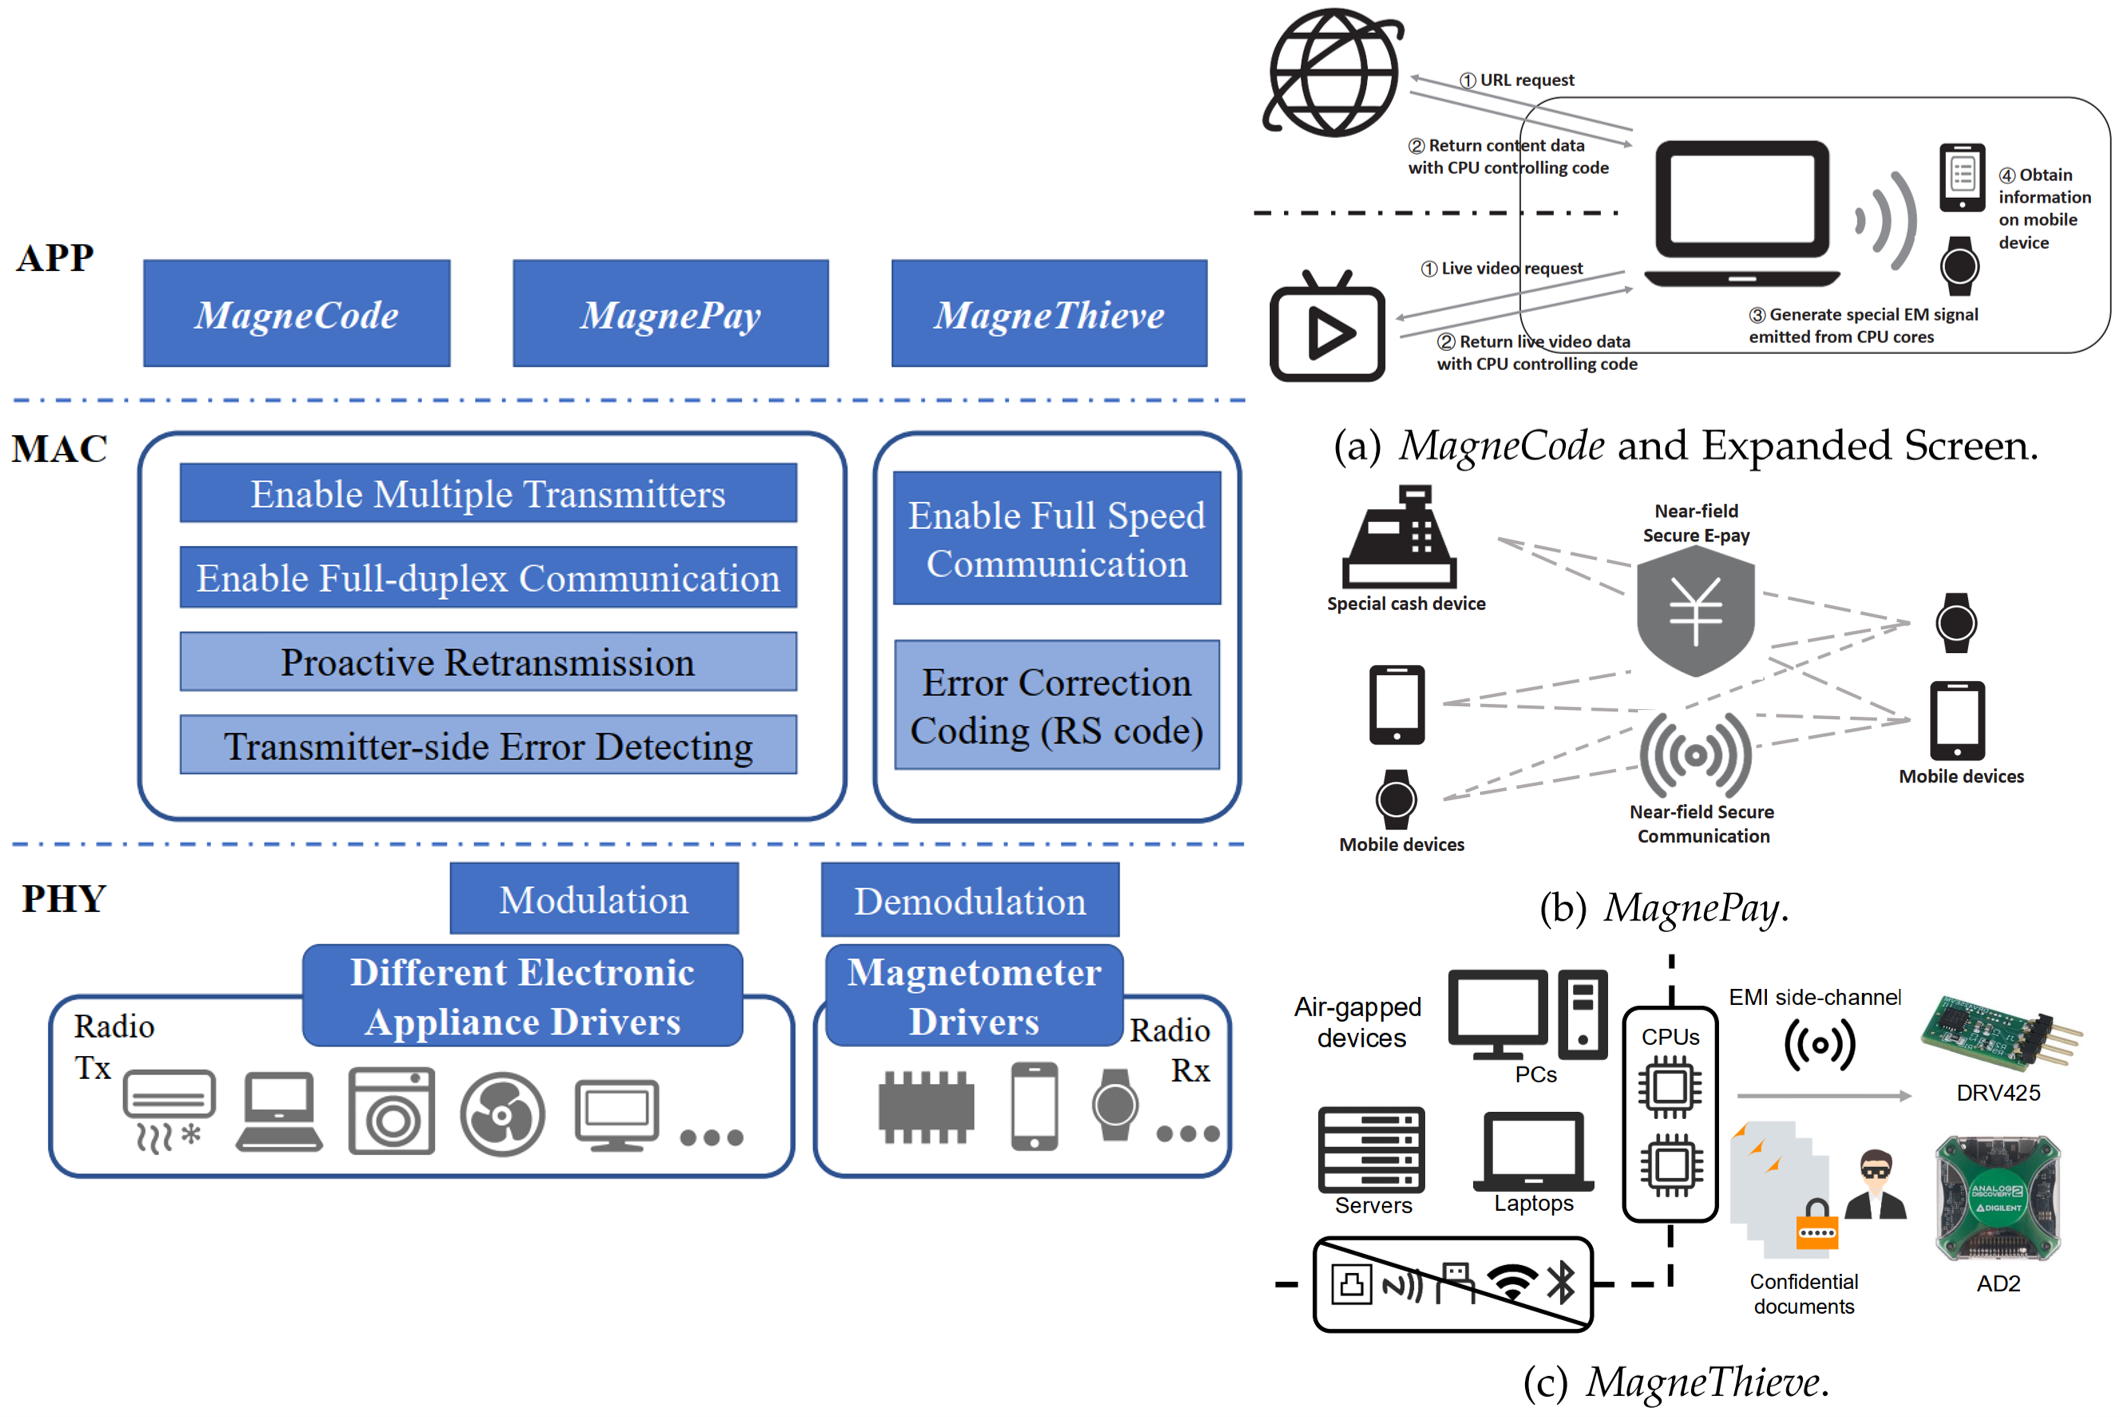 APP
MagneCode
MagnePay
MagneThieve
MAC
Enable Multiple Transmitters
Enable Full-duplex Communication
Proactive Retransmission
Transmitter-side Error Detecting
Enable Full Speed
Communication
Error Correction
Coding (RS code)
PHY
Modulation
Demodulation
Different Electronic
Appliance Drivers
Magnetometer
Drivers
Radio
Tx
Radio
Rx
① URL request
② Return content data
with CPU controlling code
① Live video request
② Return live video data
with CPU controlling code
③ Generate special EM signal
emitted from CPU cores
④ Obtain
information
on mobile
device
(a) MagneCode and Expanded Screen.
Near-field
Secure E-pay
¥
Special cash device
Mobile devices
Mobile devices
Near-field Secure
Communication
(b) MagnePay.
Air-gapped
devices
PCs
Servers
Laptops
CPUs
EMI side-channel
DRV425
ANALOG
DISCOVERY 2
DIGILENT
AD2
Confidential
documents
(c) MagneThieve.